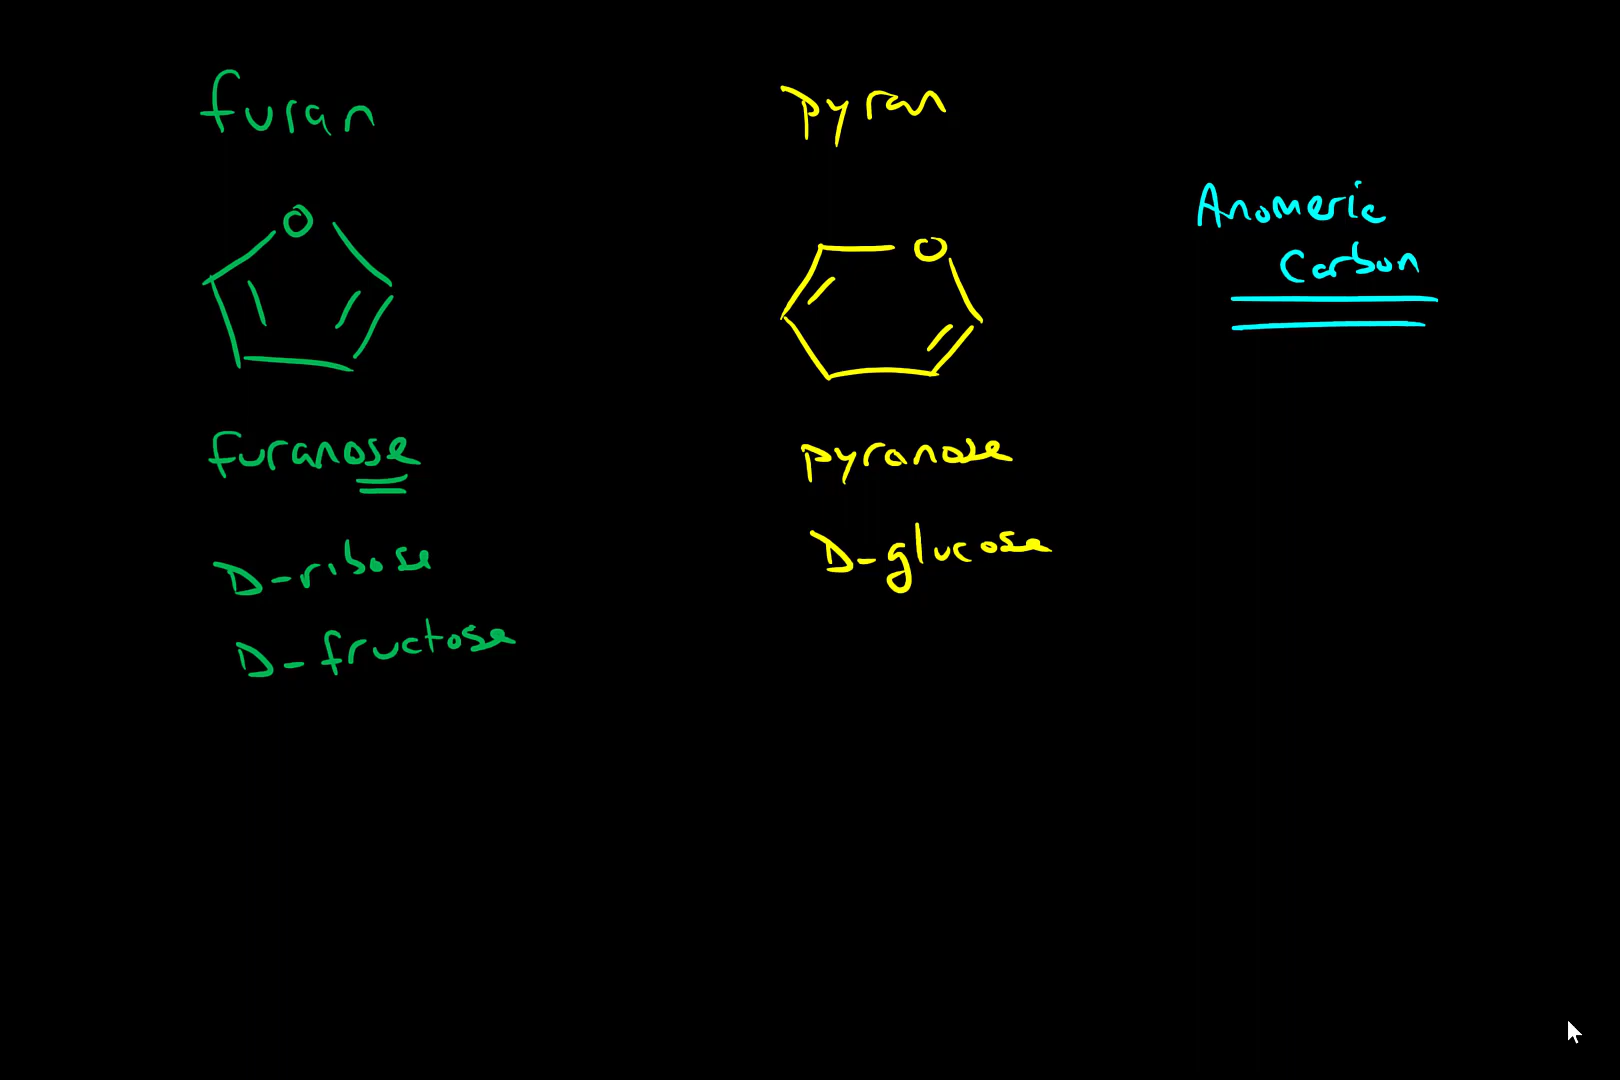 furan
O
furanose
D-ribose
D-fructose
pyran
O
pyranose
D-glucose
Anomeric
Carbon